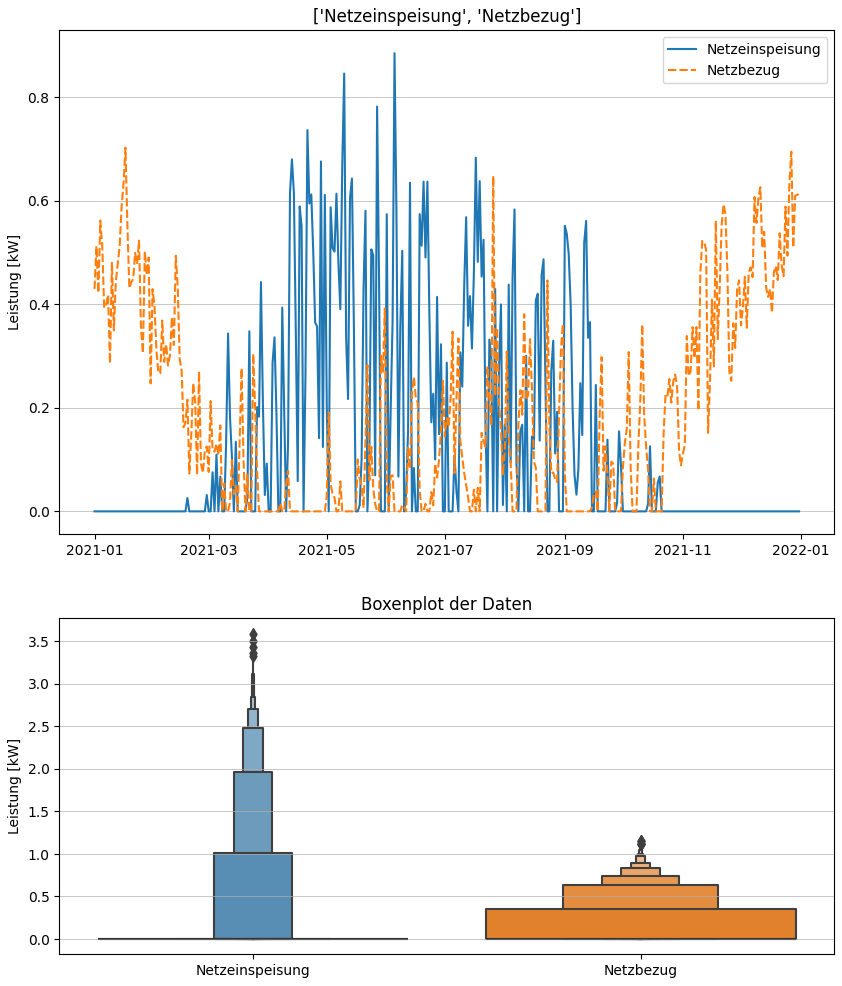 ['Netzeinspeisung', 'Netzbezug']
Netzeinspeisung
Netzbezug
Leistung [kW]
0.8
0.6
0.4
0.2
0.0
2021-01 2021-03 2021-05 2021-07 2021-09 2021-11 2022-01
Boxenplot der Daten
Leistung [kW]
3.5
3.0
2.5
2.0
1.5
1.0
0.5
0.0
Netzeinspeisung Netzbezug